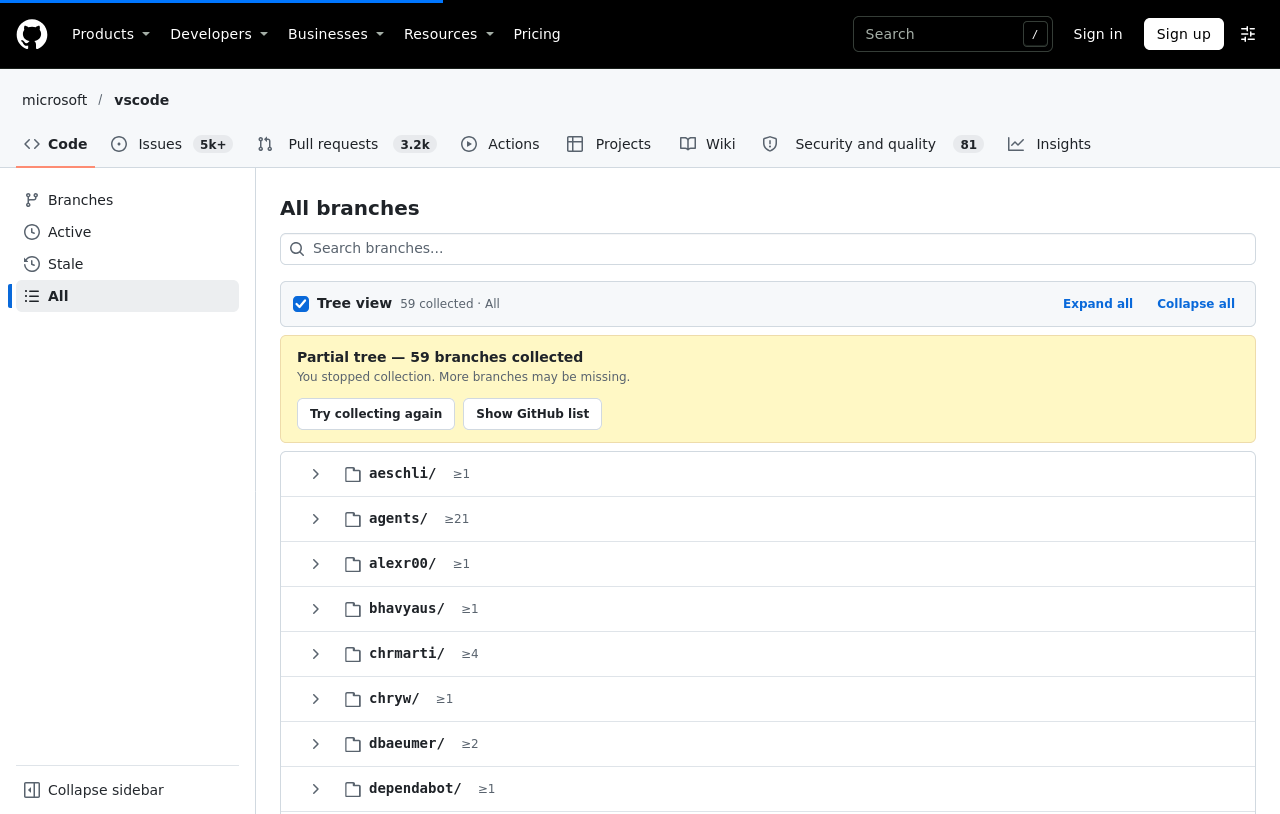 Products Developers Businesses Resources Pricing Search / Sign in Sign up
microsoft / vscode
Code Issues 5k+ Pull requests 3.2k Actions Projects Wiki Security and quality 81 Insights
Branches
Active
Stale
All
Collapse sidebar
All branches
Search branches...
Tree view 59 collected · All Expand all Collapse all
Partial tree — 59 branches collected
You stopped collection. More branches may be missing.
Try collecting again Show GitHub list
aeschli/ ≥1
agents/ ≥21
alexr00/ ≥1
bhavyaus/ ≥1
chrmarti/ ≥4
chryw/ ≥1
dbaeumer/ ≥2
dependabot/ ≥1